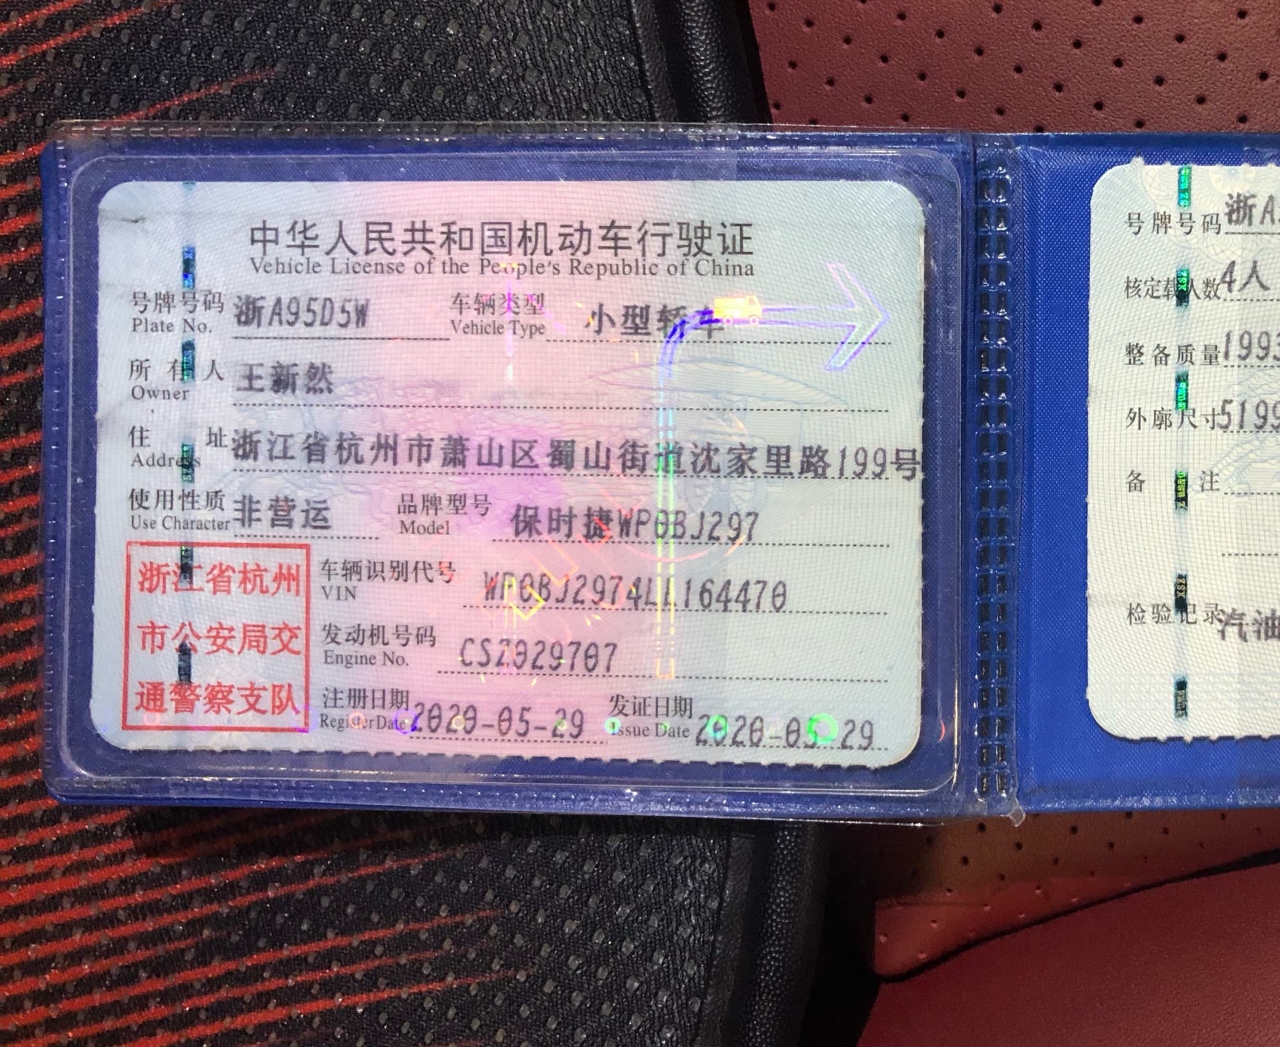 中华人民共和国机动车行驶证
Vehicle License of the People's Republic of China
号牌号码 浙A95D5W 车辆类型 小型轿车
Plate No. Vehicle Type
所有人 王新然
Owner
住址 浙江省杭州市萧山区蜀山街道沈家里路199号
Address
使用性质 非营运 品牌型号 保时捷WP0BJ297
Use Character Model
浙江省杭州
市公安局交
通警察支队
车辆识别代号 WP0BJ2974LL164470
VIN
发动机号码 CSZ029707
Engine No.
注册日期 2020-05-29 发证日期 2020-05-29
Register Date Issue Date
号牌号码 浙A
核定载人数 4人
整备质量 1993
外廓尺寸 5199
备注
检验记录 汽油